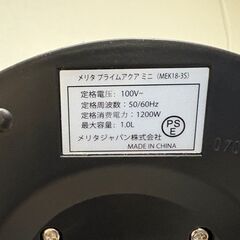 メリタ プライムアクア ミニ (MEK18-3S)
定格電圧: 100V~
定格周波数: 50/60Hz
定格消費電力: 1200W
最大容量: 1.0L
メリタジャパン株式会社
MADE IN CHINA
PS
E
070